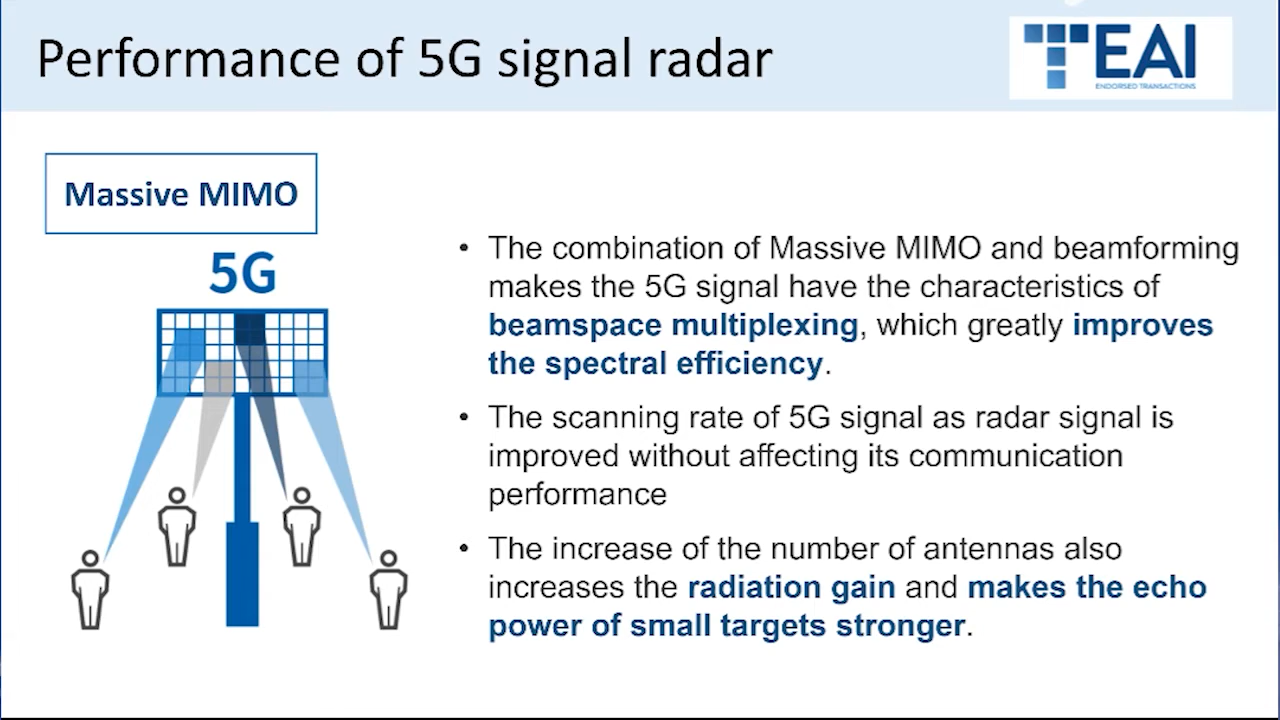 Performance of 5G signal radar
TEAI
ENDORSED TRANSACTIONS
Massive MIMO
5G
• The combination of Massive MIMO and beamforming
makes the 5G signal have the characteristics of
beamspace multiplexing, which greatly improves
the spectral efficiency.
• The scanning rate of 5G signal as radar signal is
improved without affecting its communication
performance
• The increase of the number of antennas also
increases the radiation gain and makes the echo
power of small targets stronger.